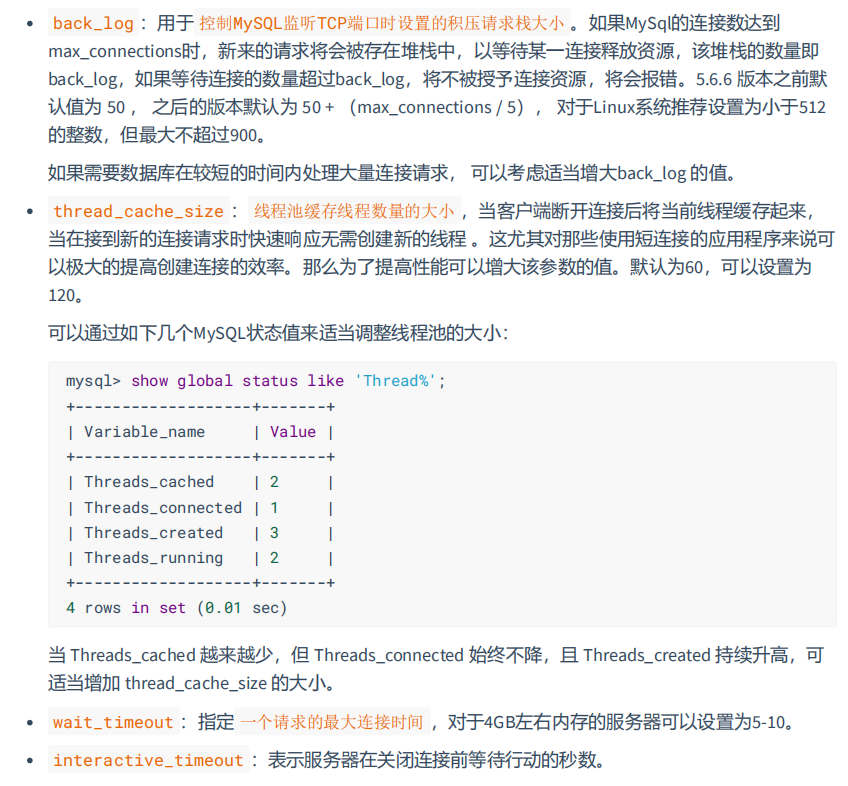 • back_log ：用于 控制MySQL监听TCP端口时设置的积压请求栈大小 。如果MySql的连接数达到
max_connections时，新来的请求将会被存在堆栈中，以等待某一连接释放资源，该堆栈的数量即
back_log，如果等待连接的数量超过back_log，将不被授予连接资源，将会报错。5.6.6 版本之前默
认值为 50 ， 之后的版本默认为 50 + （max_connections / 5）， 对于Linux系统推荐设置为小于512
的整数，但最大不超过900。
如果需要数据库在较短的时间内处理大量连接请求， 可以考虑适当增大back_log 的值。
• thread_cache_size ： 线程池缓存线程数量的大小 ，当客户端断开连接后将当前线程缓存起来，
当在接到新的连接请求时快速响应无需创建新的线程 。这尤其对那些使用短连接的应用程序来说可
以极大的提高创建连接的效率。那么为了提高性能可以增大该参数的值。默认为60，可以设置为
120。
可以通过如下几个MySQL状态值来适当调整线程池的大小：
mysql> show global status like 'Thread%';
+-------------------+-------+
| Variable_name     | Value |
+-------------------+-------+
| Threads_cached    | 2     |
| Threads_connected | 1     |
| Threads_created   | 3     |
| Threads_running   | 2     |
+-------------------+-------+
4 rows in set (0.01 sec)
当 Threads_cached 越来越少，但 Threads_connected 始终不降，且 Threads_created 持续升高，可
适当增加 thread_cache_size 的大小。
• wait_timeout ：指定 一个请求的最大连接时间 ，对于4GB左右内存的服务器可以设置为5-10。
• interactive_timeout ：表示服务器在关闭连接前等待行动的秒数。